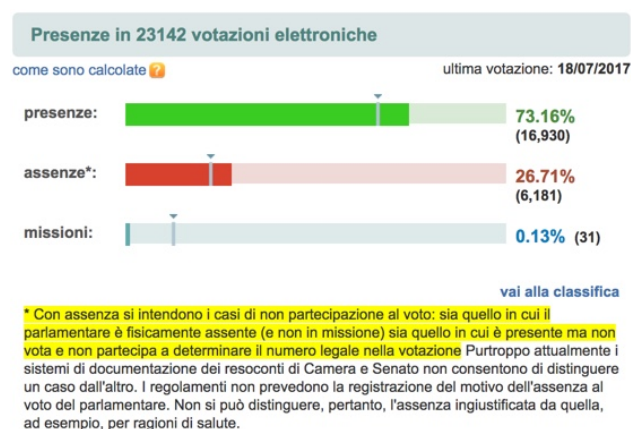 Presenze in 23142 votazioni elettroniche
come sono calcolate ? ultima votazione: 18/07/2017
presenze: 73.16%
(16,930)
assenze*: 26.71%
(6,181)
missioni: 0.13% (31)
vai alla classifica
* Con assenza si intendono i casi di non partecipazione al voto: sia quello in cui il
parlamentare è fisicamente assente (e non in missione) sia quello in cui è presente ma non
vota e non partecipa a determinare il numero legale nella votazione Purtroppo attualmente i
sistemi di documentazione dei resoconti di Camera e Senato non consentono di distinguere
un caso dall'altro. I regolamenti non prevedono la registrazione del motivo dell'assenza al
voto del parlamentare. Non si può distinguere, pertanto, l'assenza ingiustificata da quella,
ad esempio, per ragioni di salute.